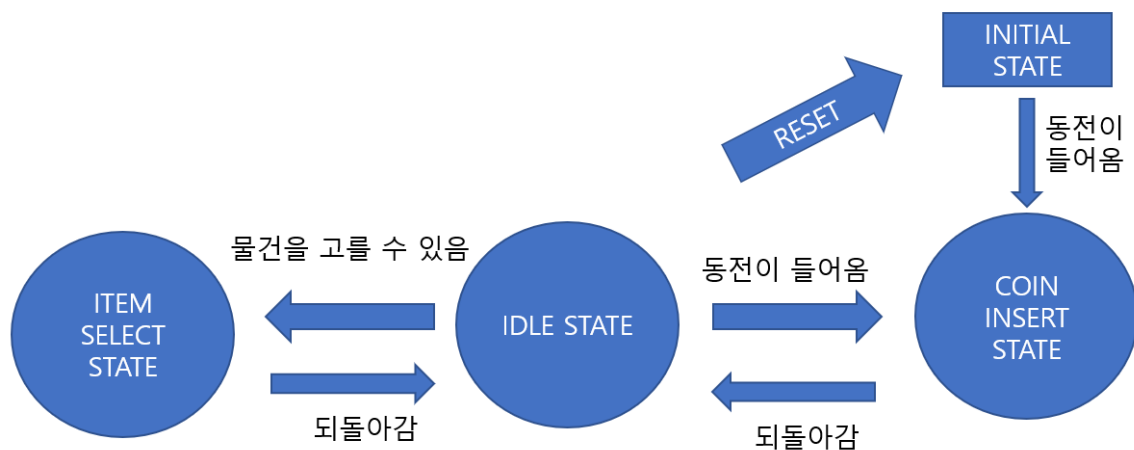 INITIAL
STATE
RESET
동전이
들어옴
물건을 고를 수 있음
동전이 들어옴
ITEM
SELECT
STATE
IDLE STATE
COIN
INSERT
STATE
되돌아감
되돌아감